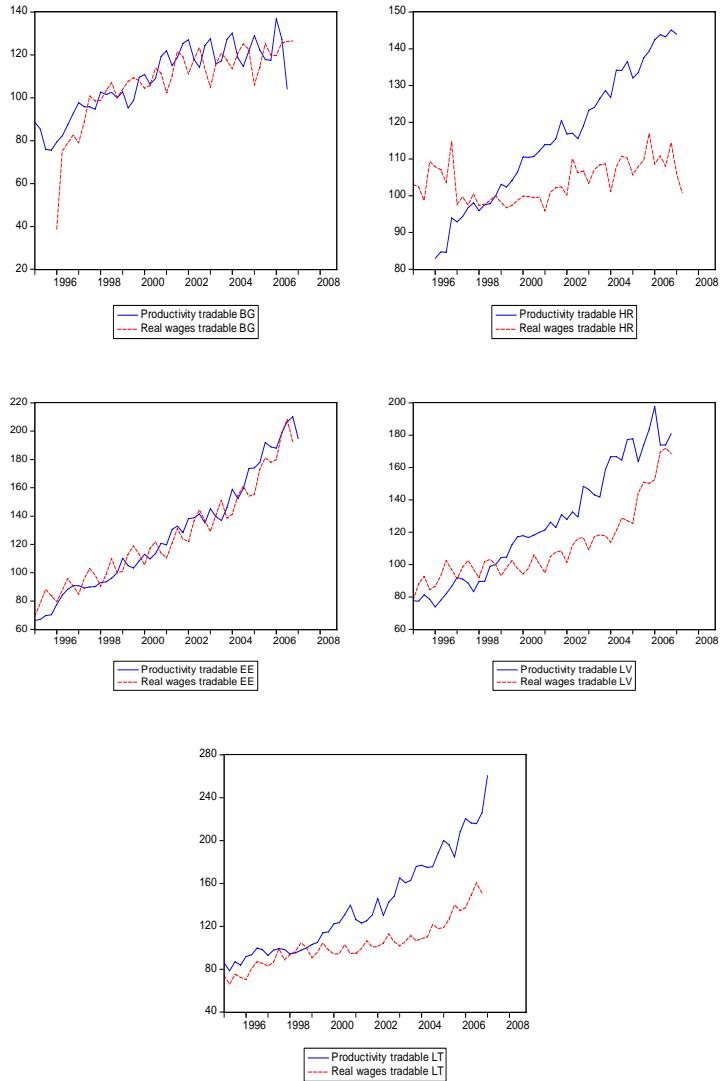 140
120
100
80
60
40
20
1996 1998 2000 2002 2004 2006 2008
Productivity tradable BG
Real wages tradable BG
150
140
130
120
110
100
90
80
1996 1998 2000 2002 2004 2006 2008
Productivity tradable HR
Real wages tradable HR
220
200
180
160
140
120
100
80
60
1996 1998 2000 2002 2004 2006 2008
Productivity tradable EE
Real wages tradable EE
200
180
160
140
120
100
80
60
1996 1998 2000 2002 2004 2006 2008
Productivity tradable LV
Real wages tradable LV
280
240
200
160
120
80
40
1996 1998 2000 2002 2004 2006 2008
Productivity tradable LT
Real wages tradable LT